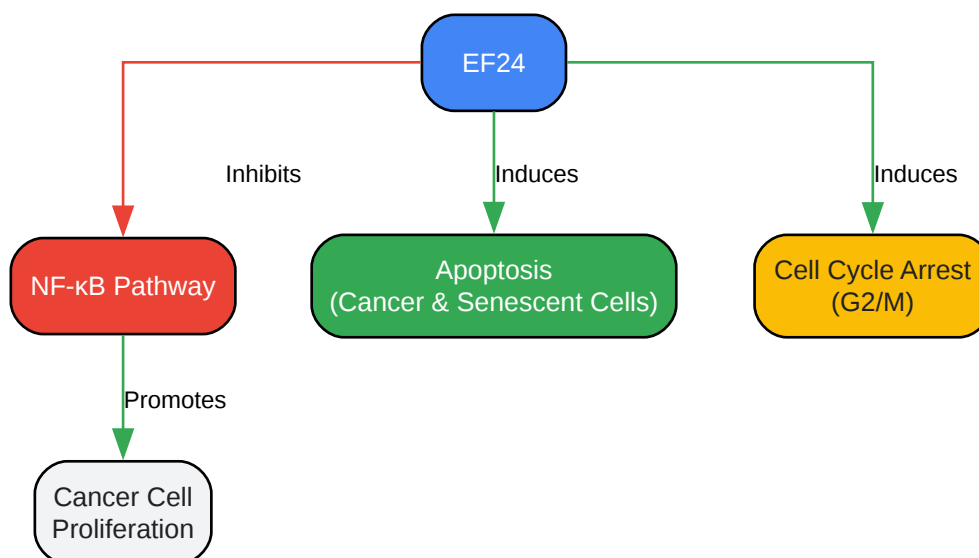 EF24
Inhibits
Induces
Induces
NF-κB Pathway
Apoptosis
(Cancer & Senescent Cells)
Cell Cycle Arrest
(G2/M)
Promotes
Cancer Cell
Proliferation